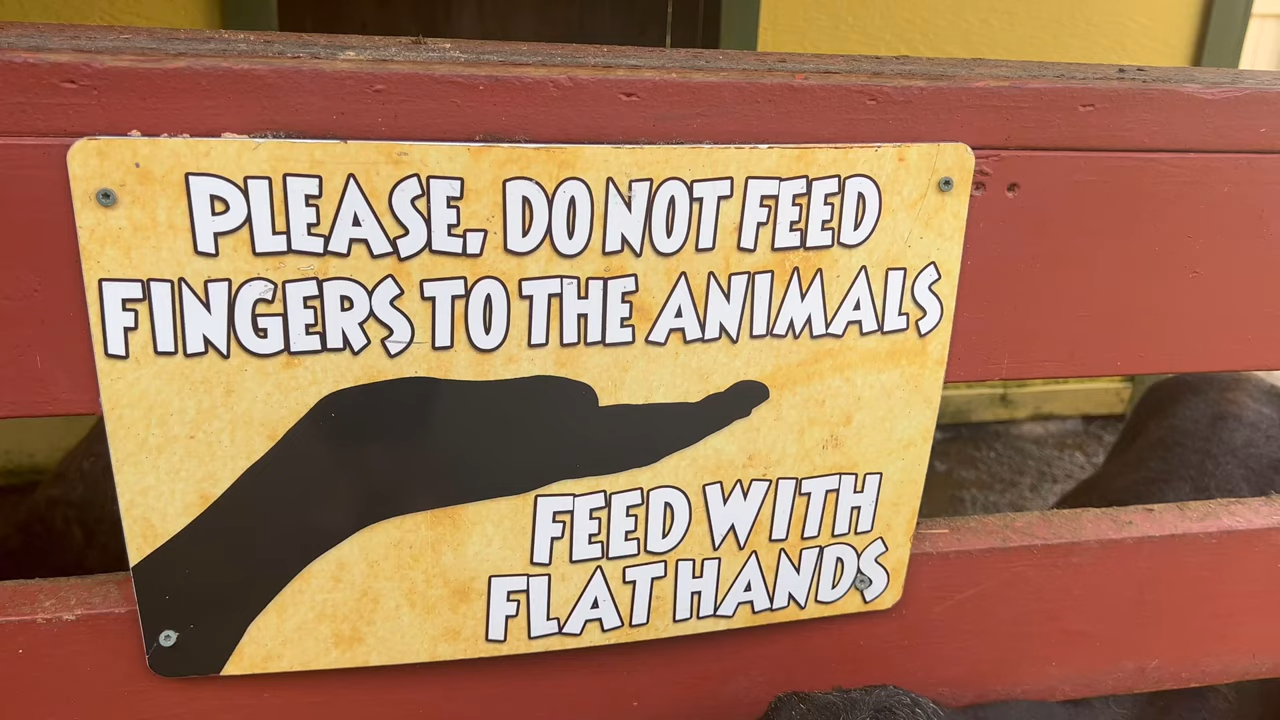 PLEASE. DO NOT FEED
FINGERS TO THE ANIMALS
FEED WITH
FLAT HANDS